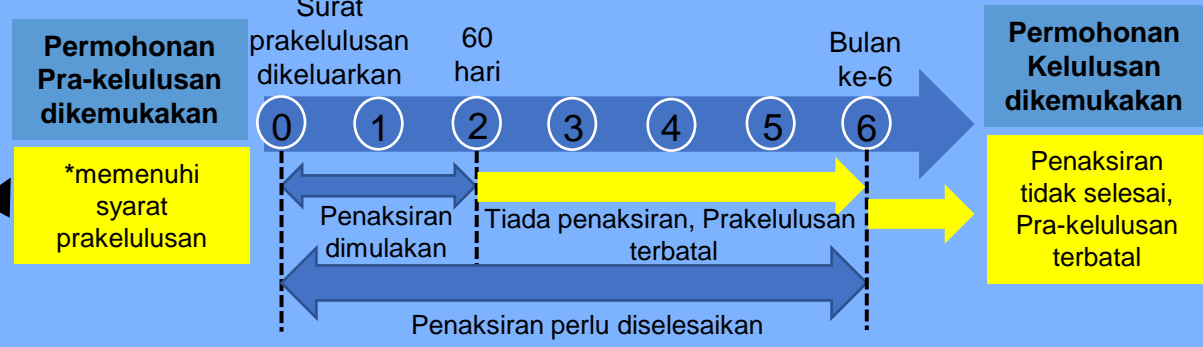 Permohonan
Pra-kelulusan
dikemukakan
*memenuhi
syarat
prakelulusan
Surat
prakelulusan
dikeluarkan
60
hari
Bulan
ke-6
0 1 2 3 4 5 6
Penaksiran
dimulakan
Tiada penaksiran, Prakelulusan
terbatal
Penaksiran perlu diselesaikan
Permohonan
Kelulusan
dikemukakan
Penaksiran
tidak selesai,
Pra-kelulusan
terbatal